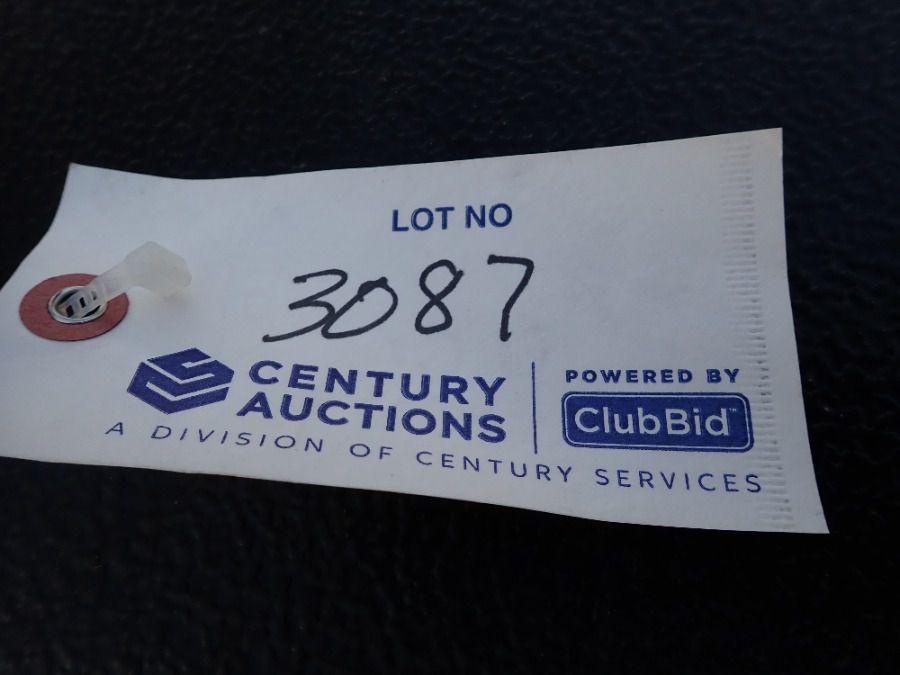 LOT NO
3087
CENTURY
AUCTIONS
A DIVISION OF CENTURY SERVICES
POWERED BY
ClubBid™